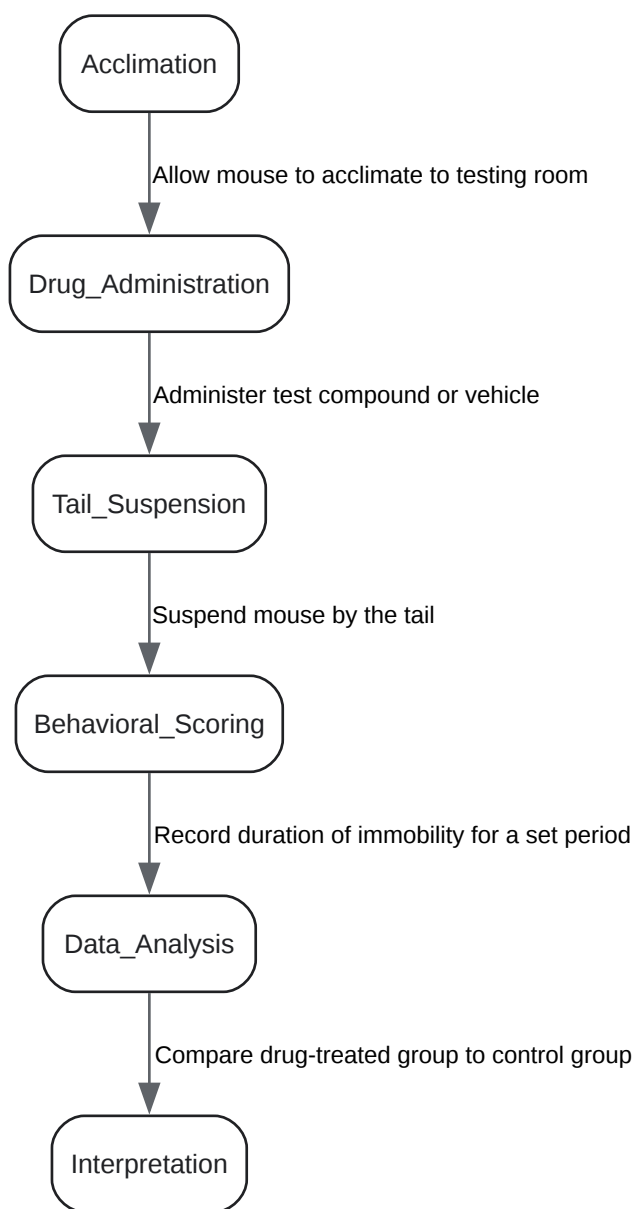 Acclimation
Allow mouse to acclimate to testing room
Drug_Administration
Administer test compound or vehicle
Tail_Suspension
Suspend mouse by the tail
Behavioral_Scoring
Record duration of immobility for a set period
Data_Analysis
Compare drug-treated group to control group
Interpretation